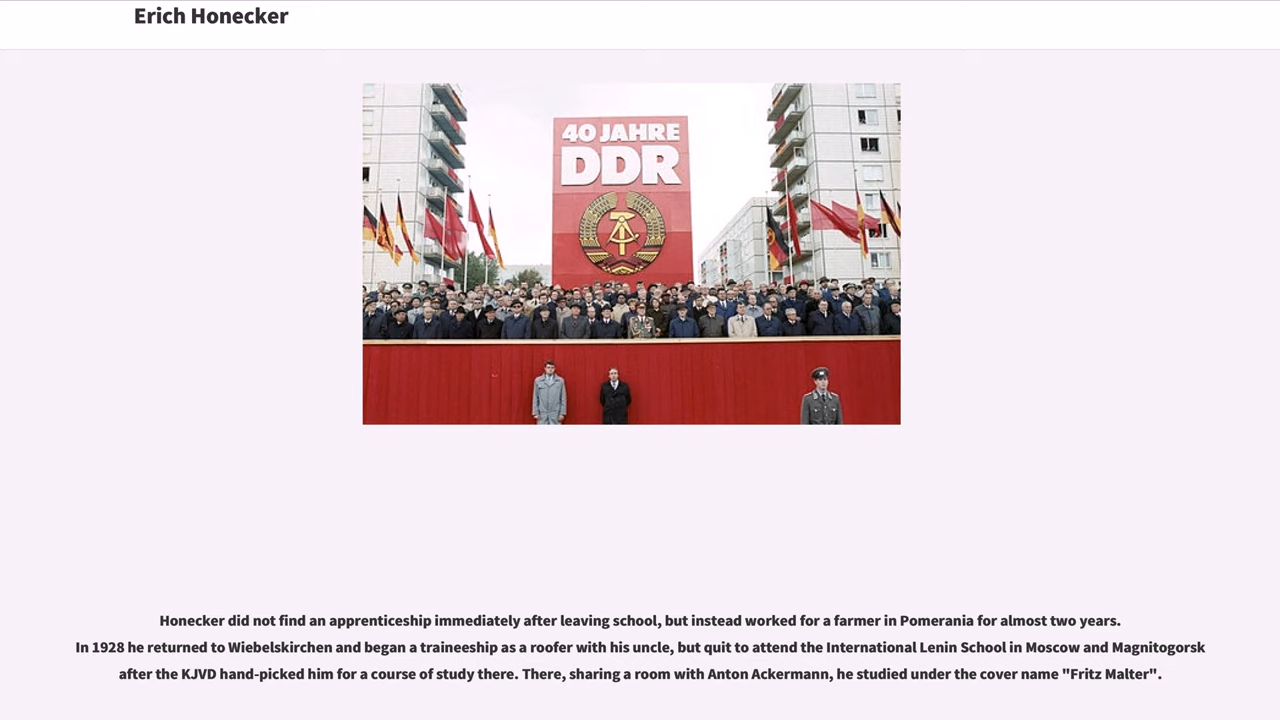 Erich Honecker
40 JAHRE
DDR
Honecker did not find an apprenticeship immediately after leaving school, but instead worked for a farmer in Pomerania for almost two years.
In 1928 he returned to Wiebelskirchen and began a traineeship as a roofer with his uncle, but quit to attend the International Lenin School in Moscow and Magnitogorsk
after the KJVD hand-picked him for a course of study there. There, sharing a room with Anton Ackermann, he studied under the cover name "Fritz Malter".